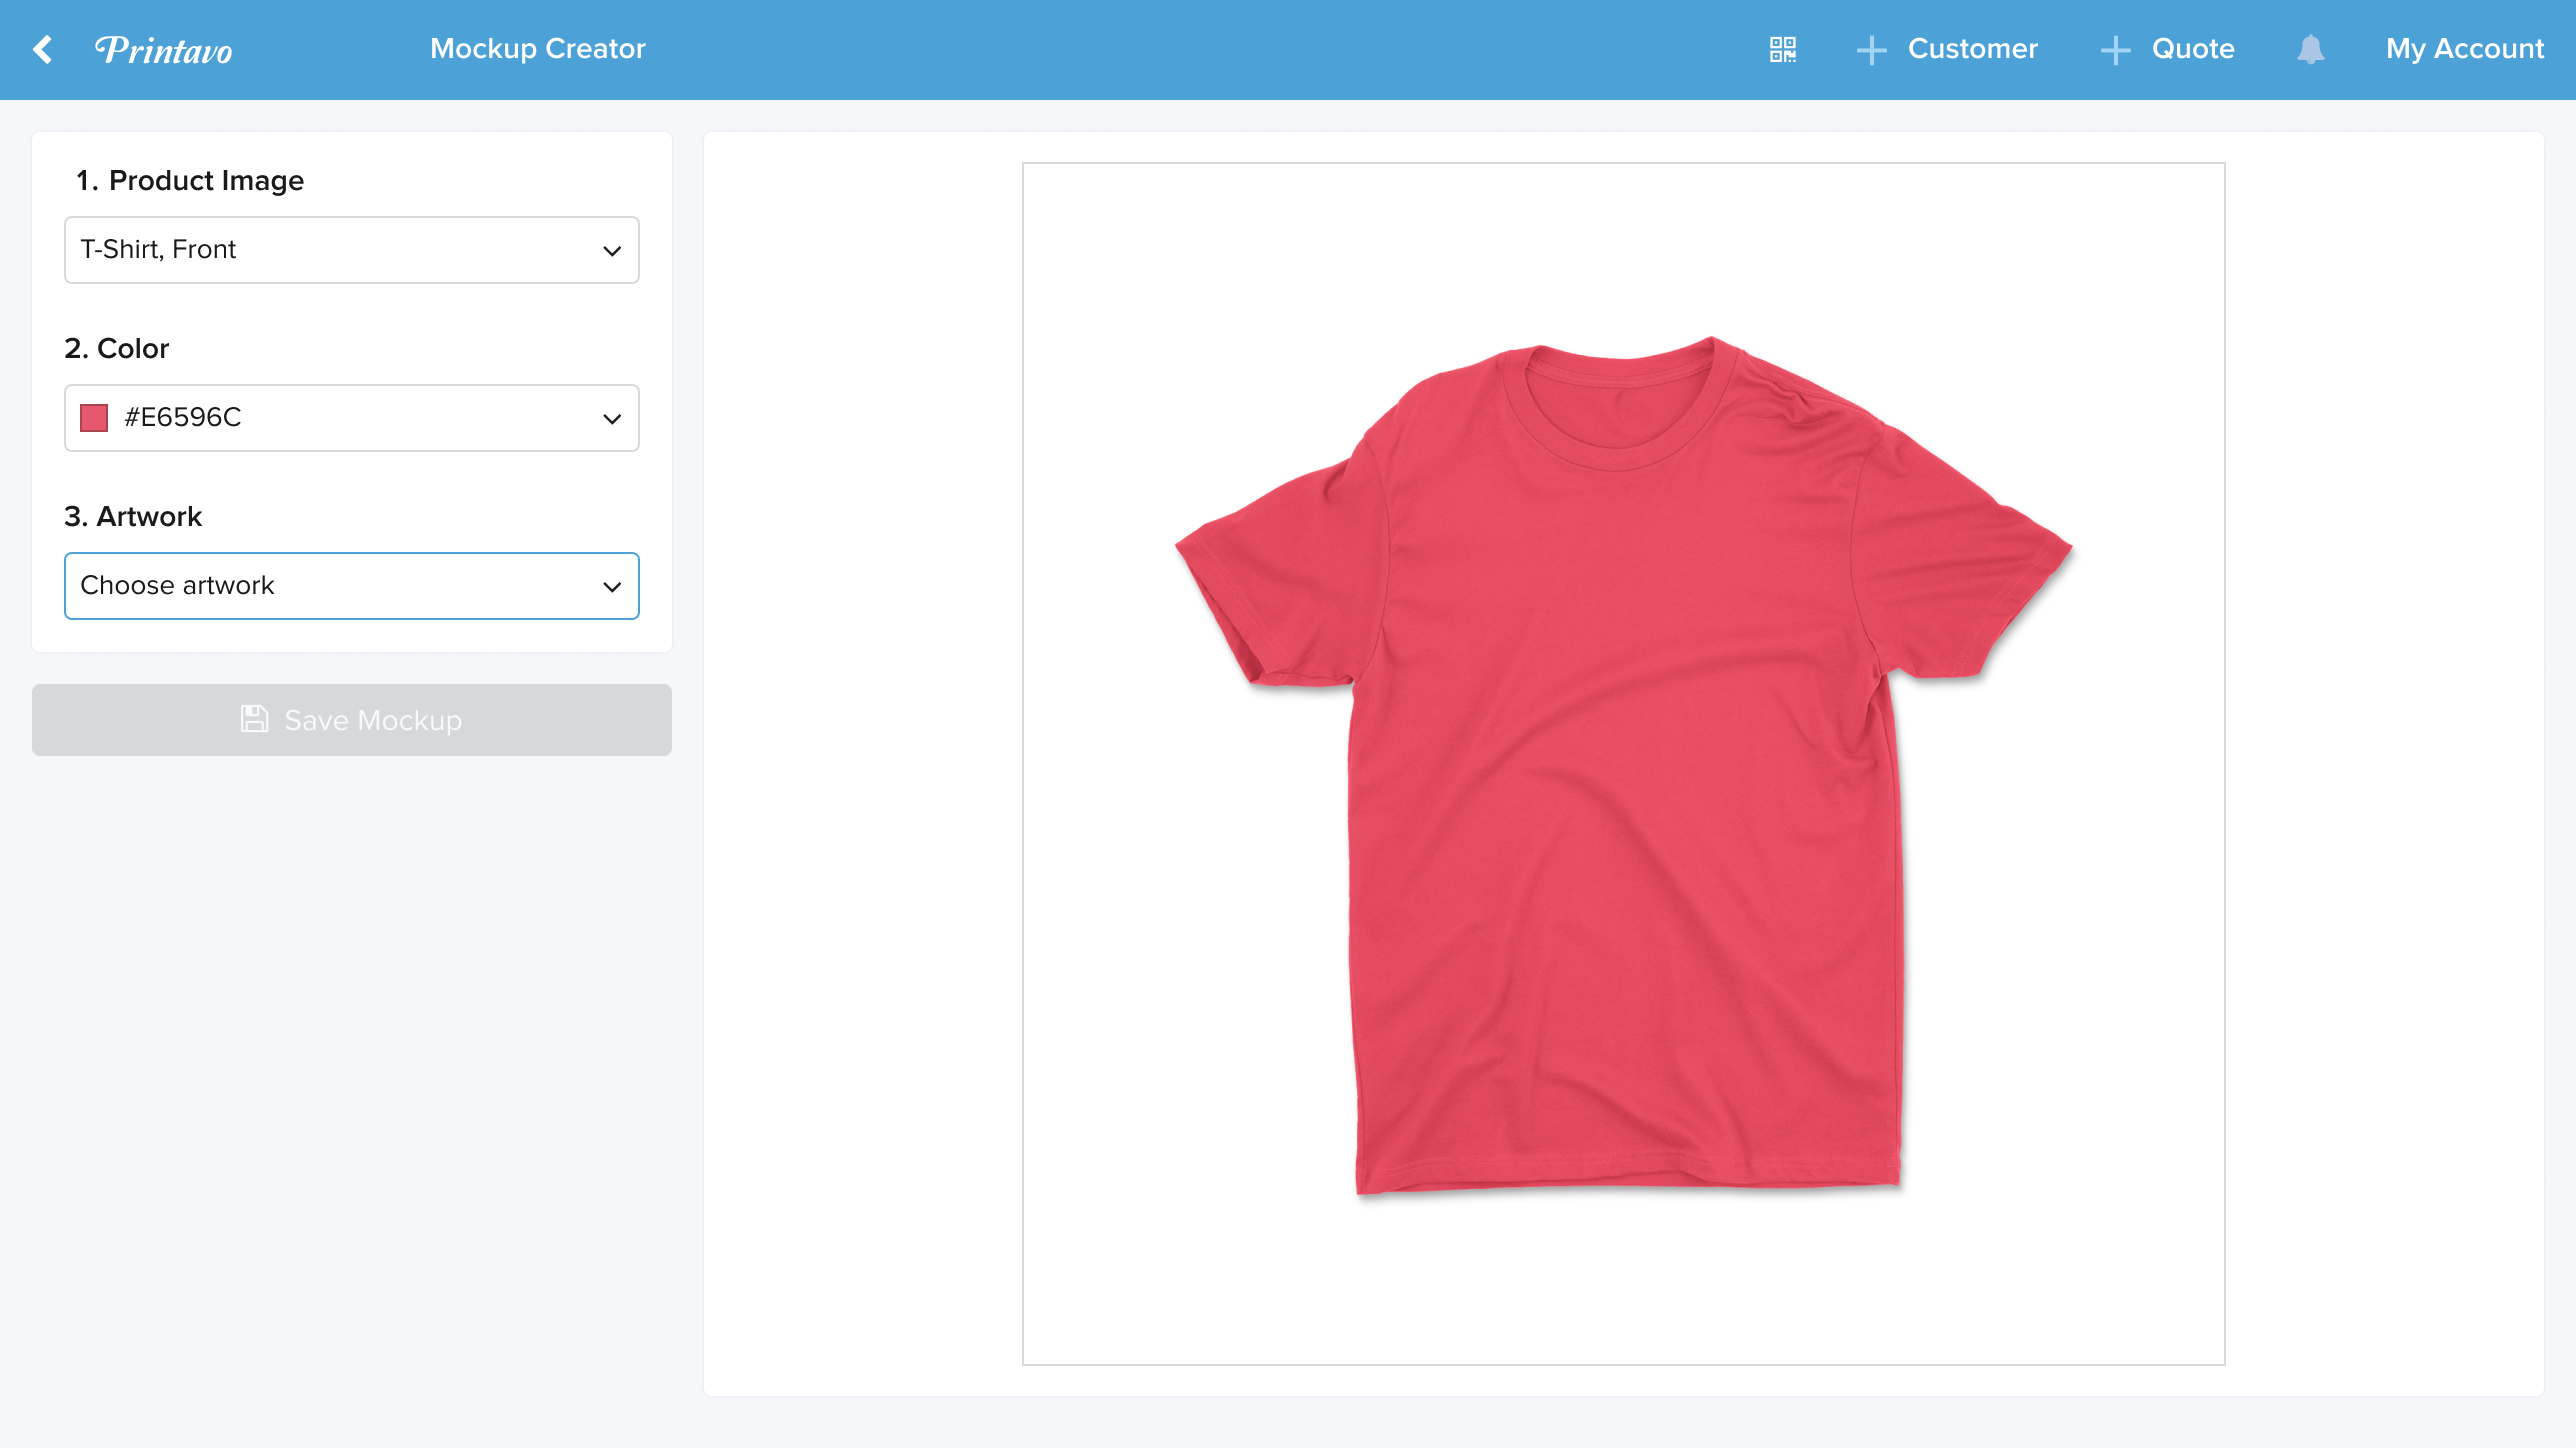 Printavo
Mockup Creator
Customer
Quote
My Account
1. Product Image
T-Shirt, Front
2. Color
#E6596C
3. Artwork
Choose artwork
Save Mockup